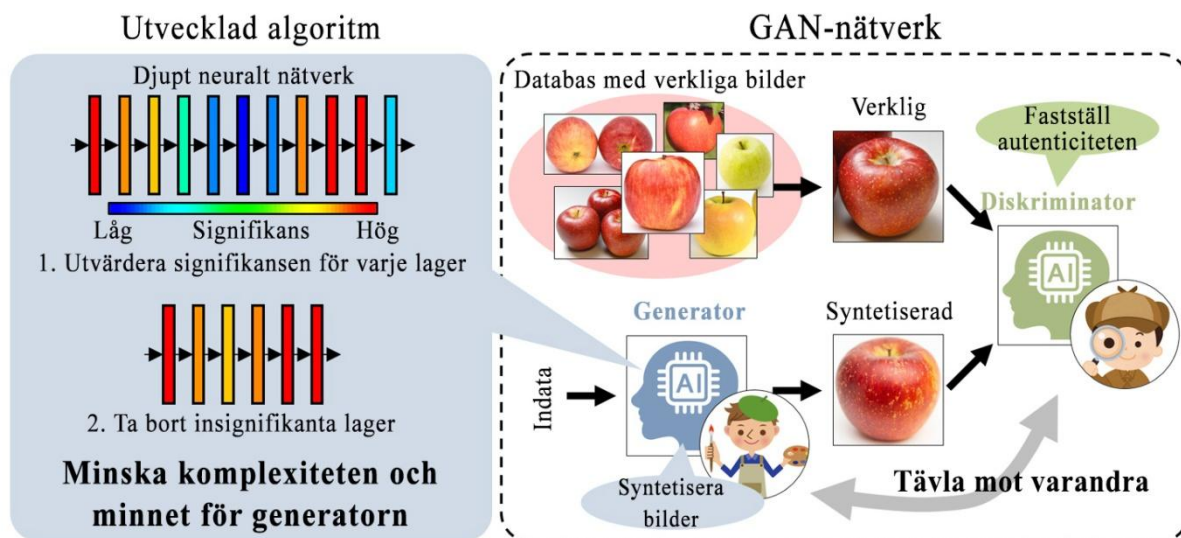 Utvecklad algoritm
Djupt neuralt nätverk
Låg Signifikans Hög
1. Utvärdera signifikansen för varje lager
2. Ta bort insignifikanta lager
Minska komplexiteten och
minnet för generatorn
GAN-nätverk
Databas med verkliga bilder
Verklig
Fastställ
autenticiteten
Diskriminator
AI
Generator
Syntetiserad
Indata
AI
Syntetisera
bilder
Tävla mot varandra